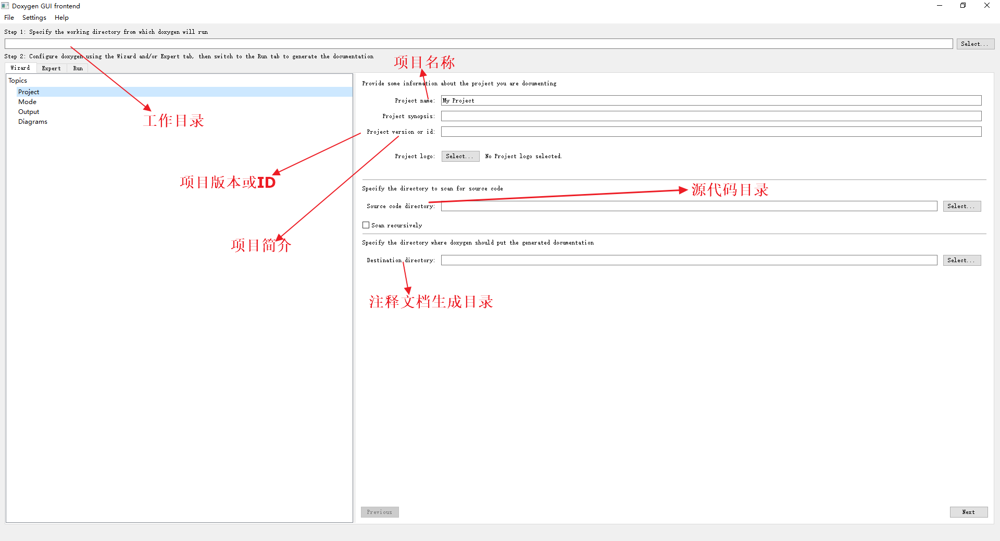 Doxygen GUI frontend
File Settings Help
Step 1: Specify the working directory from which doxygen will run
Select...
Step 2: Configure doxygen using the Wizard and/or Expert tab, then switch to the Run tab to generate the documentation
Wizard Expert Run
Topics
Project
Mode
Output
Diagrams
工作目录
项目版本或ID
项目简介
项目名称
Provide some information about the project you are documenting
Project name: My Project
Project synopsis:
Project version or id:
Project logo: Select... No Project logo selected.
Specify the directory to scan for source code
源代码目录
Source code directory: Select...
Scan recursively
Specify the directory where doxygen should put the generated documentation
Destination directory: Select...
注释文档生成目录
Previous Next